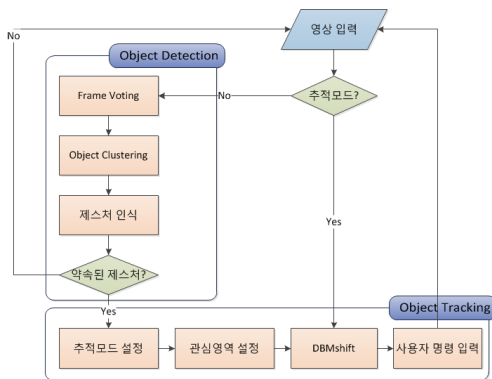 영상 입력
No
Object Detection
Frame Voting
No
추적모드?
Object Clustering
제스처 인식
Yes
약속된 제스처?
Yes
Object Tracking
추적모드 설정
관심영역 설정
DBMshift
사용자 명령 입력